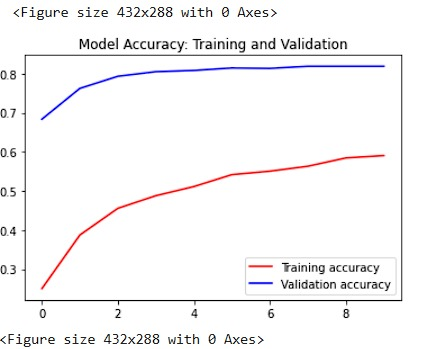 <Figure size 432x288 with 0 Axes>
Model Accuracy: Training and Validation
0.8
0.7
0.6
0.5
0.4
0.3
Training accuracy
Validation accuracy
0 2 4 6 8
<Figure size 432x288 with 0 Axes>